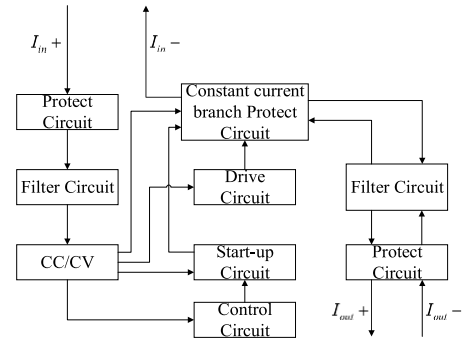 I_in +
I_in −
Constant current
branch Protect
Circuit
Protect
Circuit
Filter Circuit
Drive
Circuit
Filter Circuit
CC/CV
Start-up
Circuit
Protect
Circuit
Control
Circuit
I_out +
I_out −